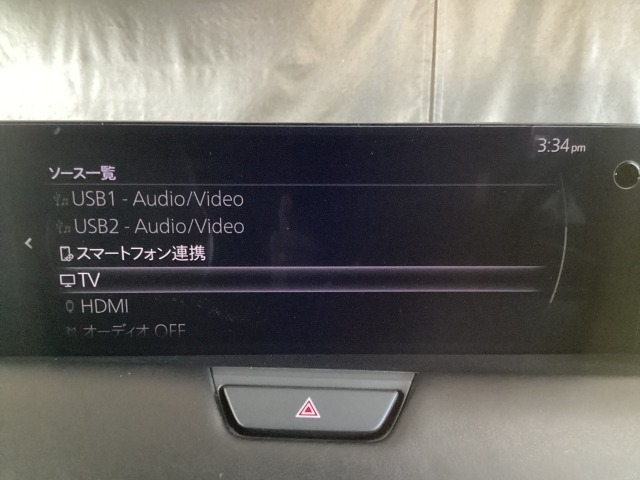 3:34pm
ソース一覧
USB1 - Audio/Video
USB2 - Audio/Video
スマートフォン連携
TV
HDMI
オーディオ OFF